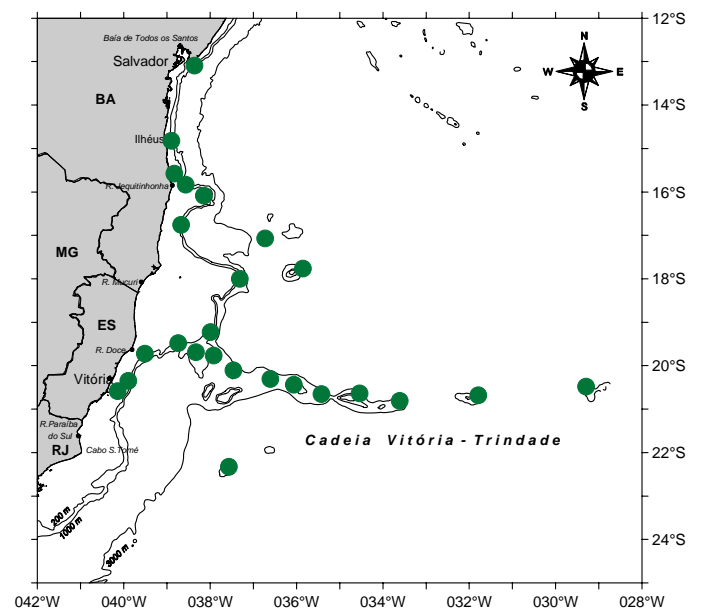 12°S
Baía de Todos os Santos
N
Salvador
W E
S
BA
14°S
Ilhéus
R. Jequitinhonha
16°S
MG
R. Mucuri
18°S
ES
R. Doce
20°S
Vitória
R.Paraíba
do Sul
RJ
Cabo S.Tomé
Cadeia Vitória - Trindade
22°S
200 m
1000 m
3000 m
24°S
042°W 040°W 038°W 036°W 034°W 032°W 030°W 028°W